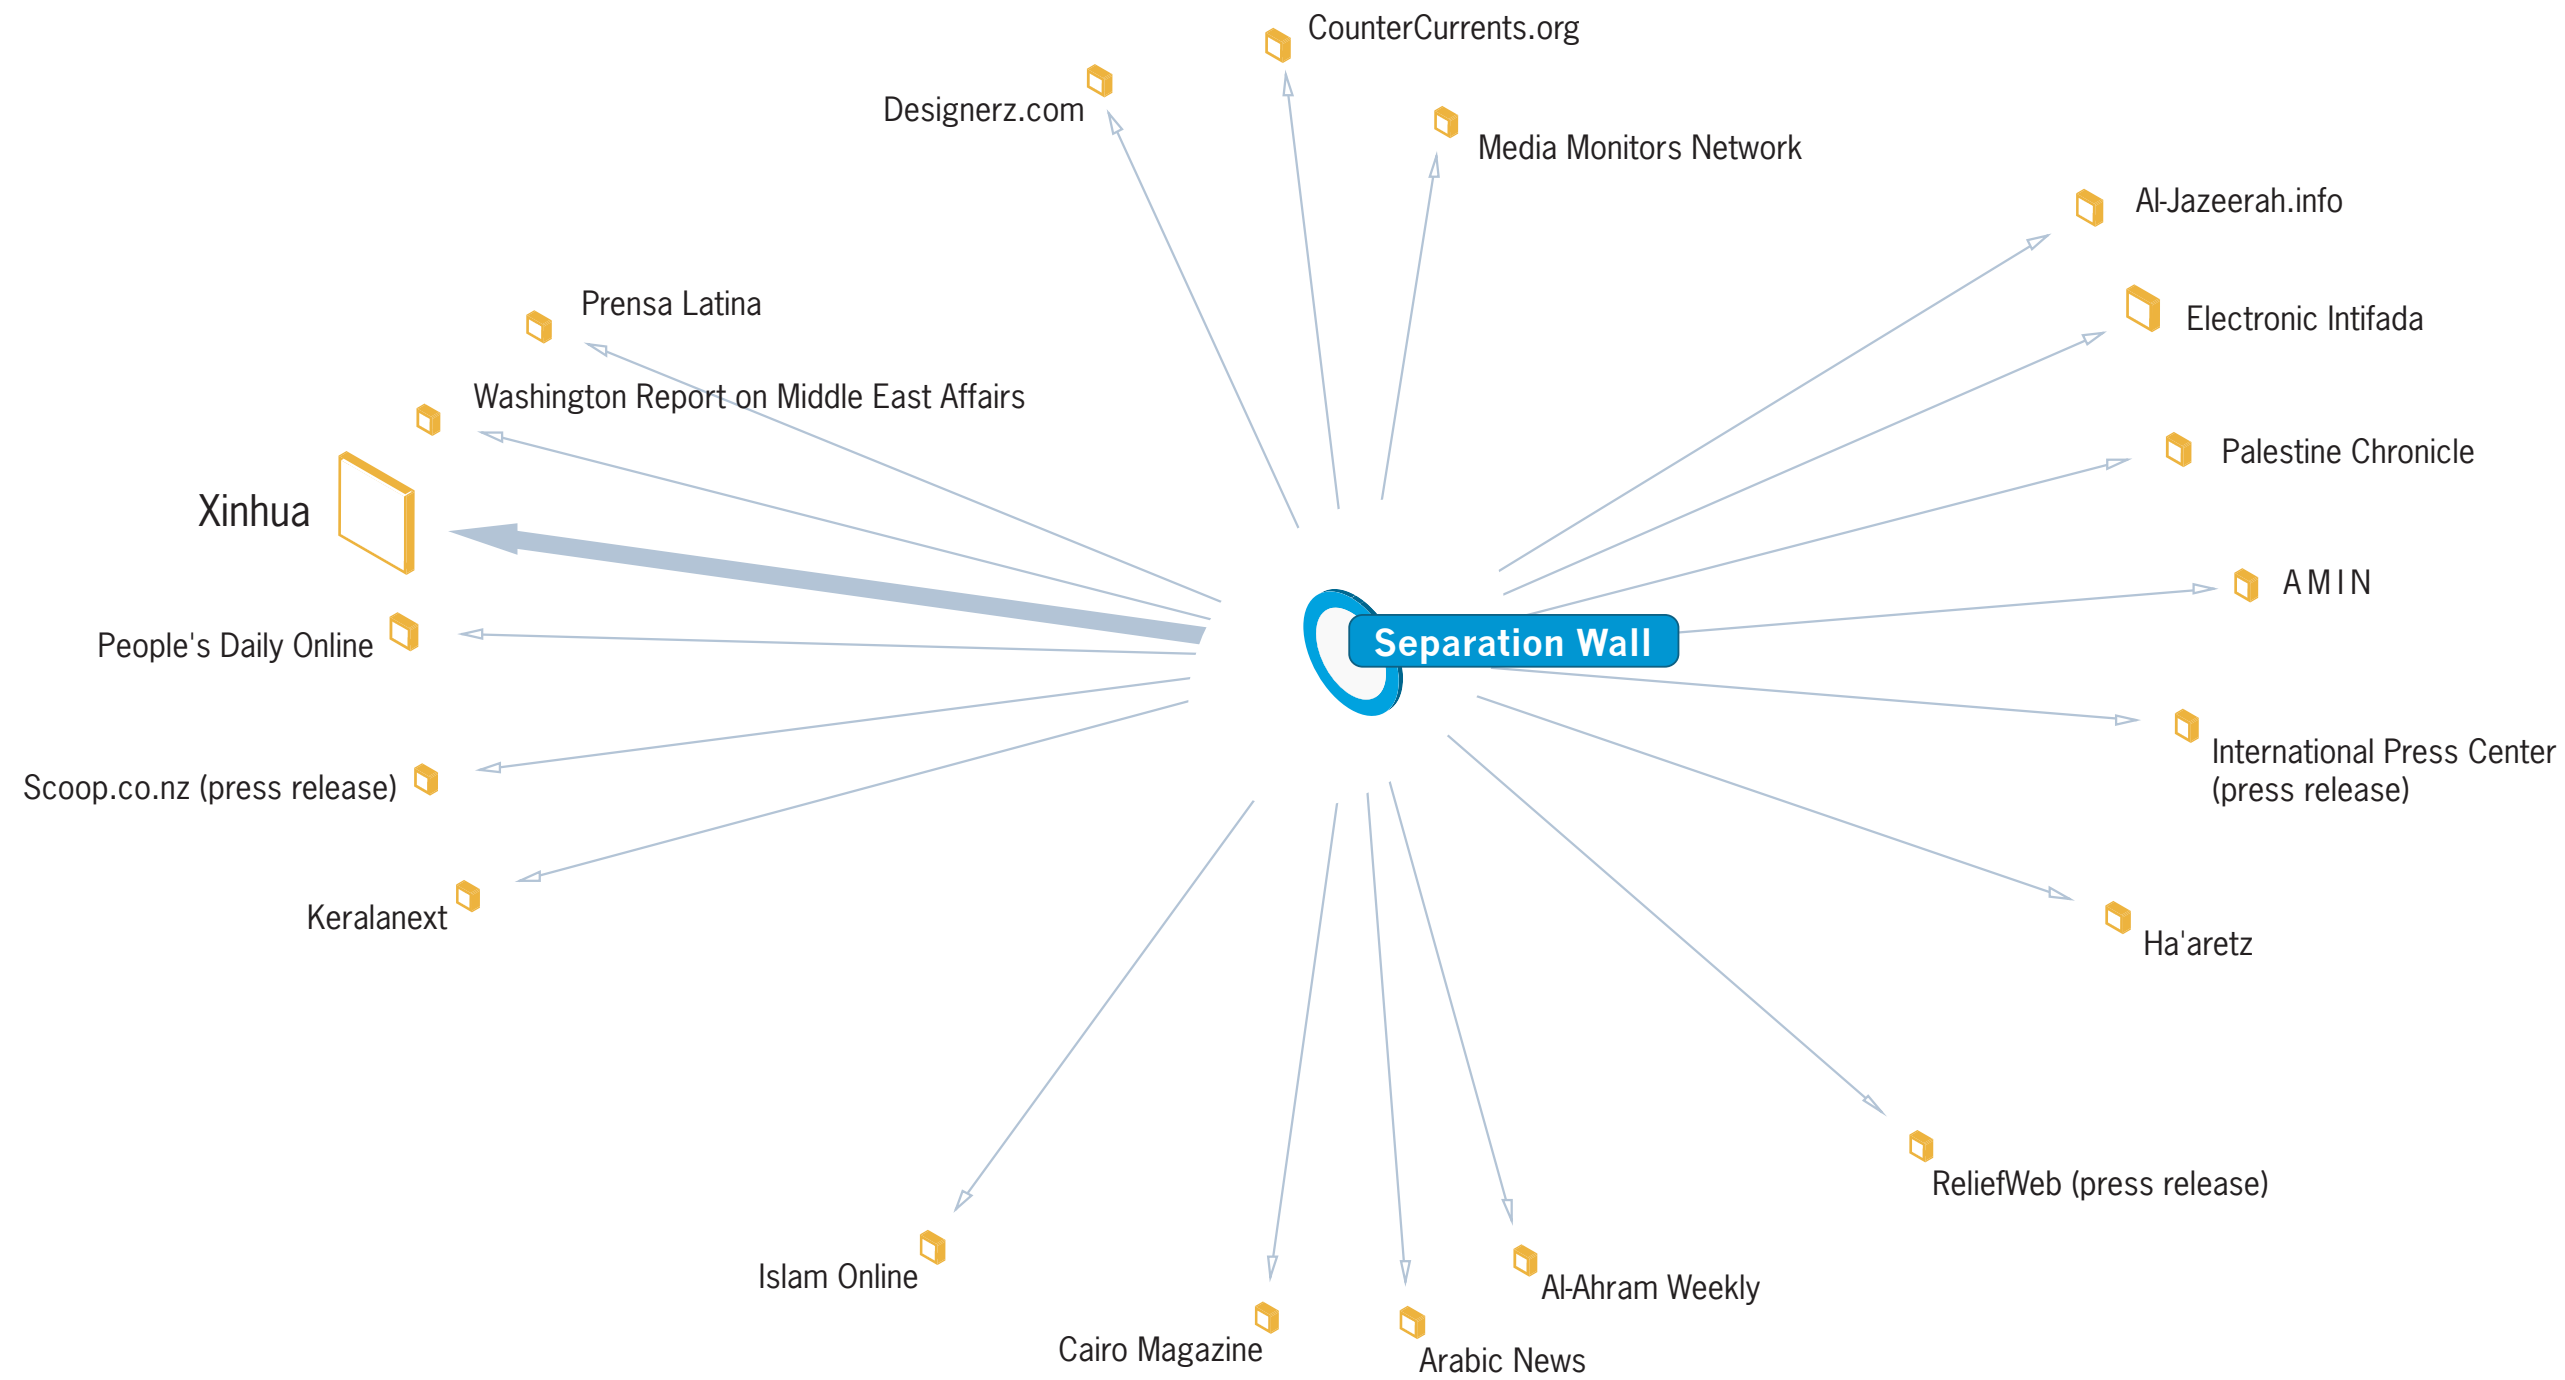 CounterCurrents.org
Designerz.com
Media Monitors Network
Al-Jazeerah.info
Prensa Latina
Electronic Intifada
Washington Report on Middle East Affairs
Palestine Chronicle
Xinhua
AMIN
People's Daily Online
Separation Wall
International Press Center
(press release)
Scoop.co.nz (press release)
Keralanext
Ha'aretz
ReliefWeb (press release)
Islam Online
Al-Ahram Weekly
Cairo Magazine
Arabic News